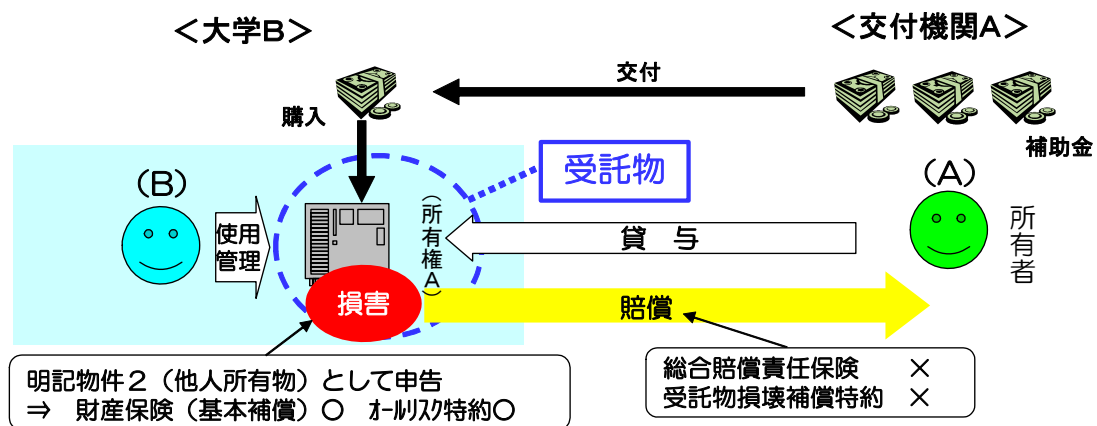 ＜大学B＞
＜交付機関A＞
交付
購入
補助金
受託物
（B）
（A）
使用
管理
（所有権A）
貸　与
所有者
損害
賠償
明記物件２（他人所有物）として申告
⇒　財産保険（基本補償）〇　ｵｰﾙﾘｽｸ特約〇
総合賠償責任保険　　×
受託物損壊補償特約　×